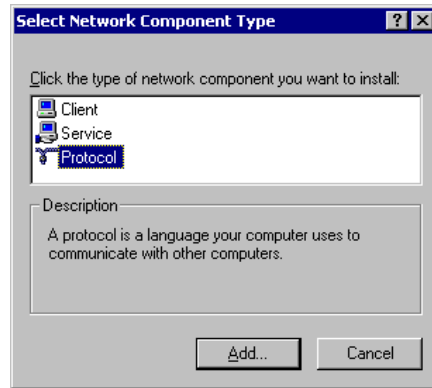 Select Network Component Type
Click the type of network component you want to install:
Client
Service
Protocol
Description
A protocol is a language your computer uses to
communicate with other computers.
Add... Cancel